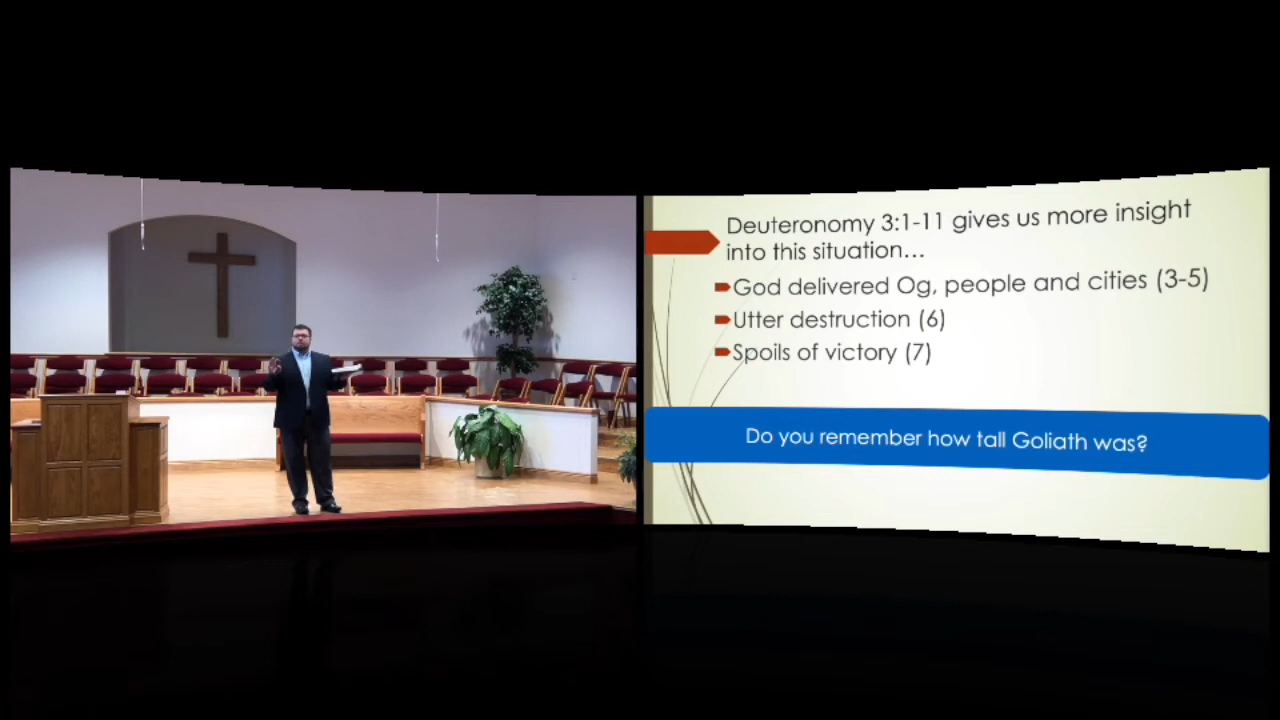 Deuteronomy 3:1-11 gives us more insight
into this situation...
God delivered Og, people and cities (3-5)
Utter destruction (6)
Spoils of victory (7)
Do you remember how tall Goliath was?